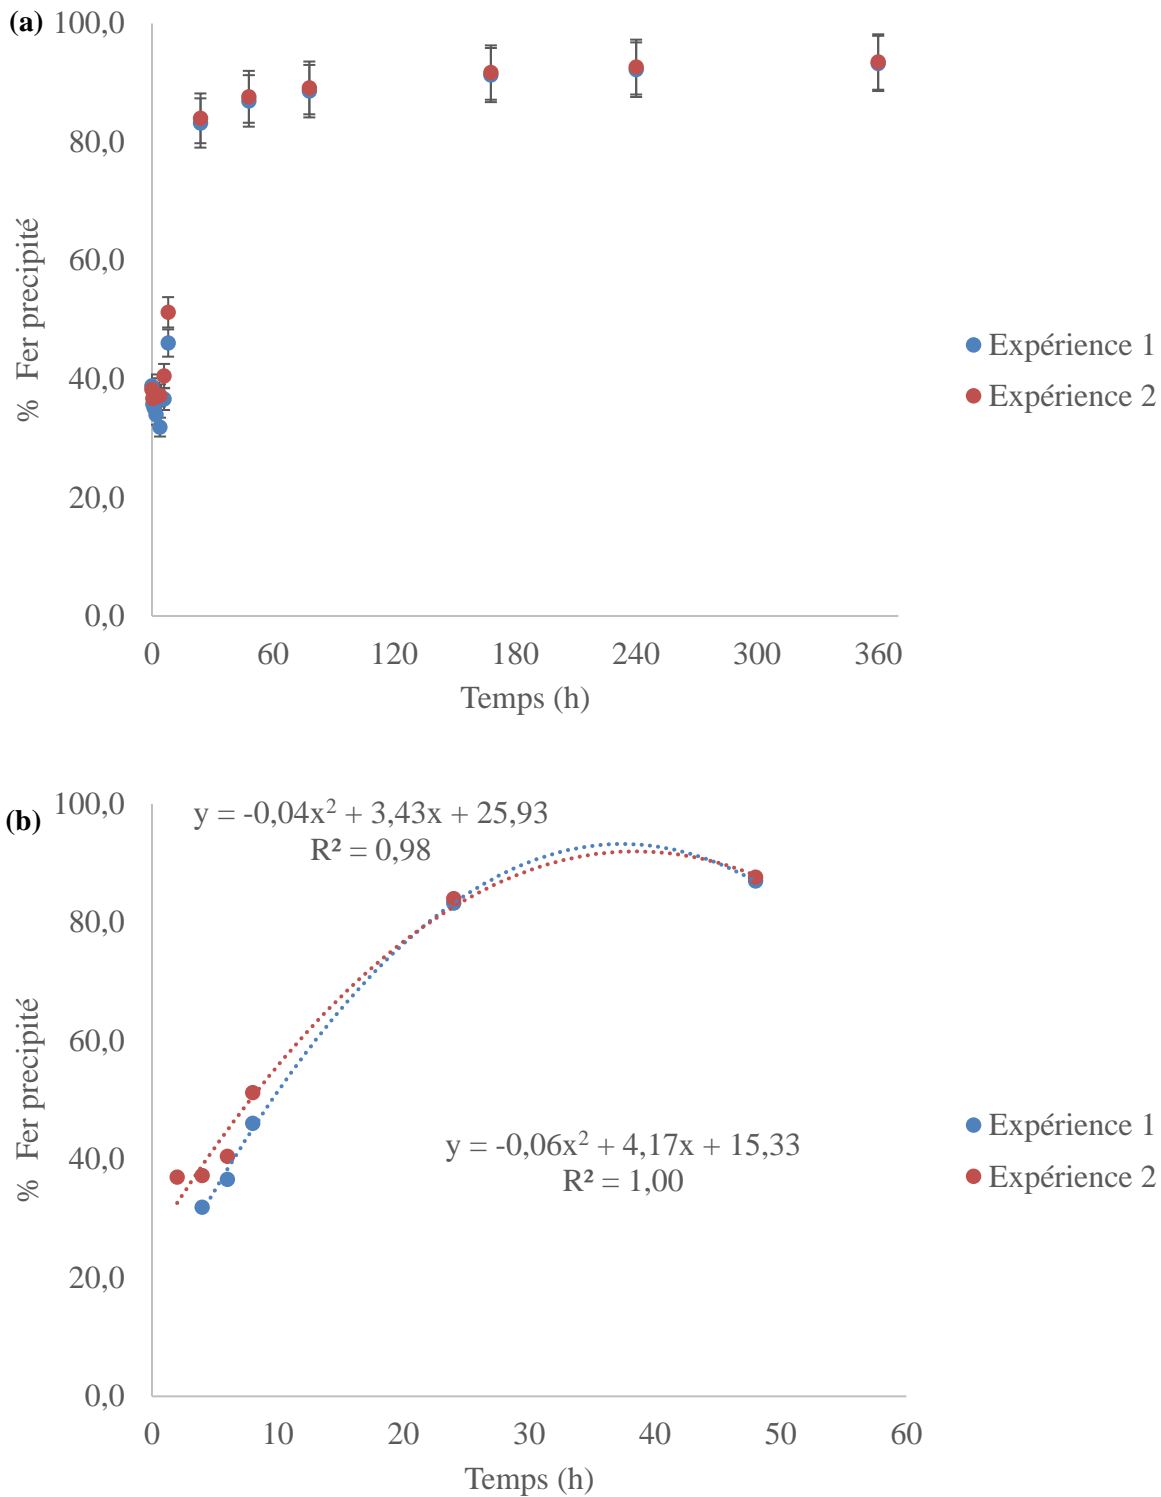 (a)
100,0
80,0
60,0
40,0
20,0
0,0
% Fer precipité
0 60 120 180 240 300 360
Temps (h)
Expérience 1
Expérience 2
(b)
100,0
80,0
60,0
40,0
20,0
0,0
% Fer precipité
y = -0,04x² + 3,43x + 25,93
R² = 0,98
y = -0,06x² + 4,17x + 15,33
R² = 1,00
0 10 20 30 40 50 60
Temps (h)
Expérience 1
Expérience 2